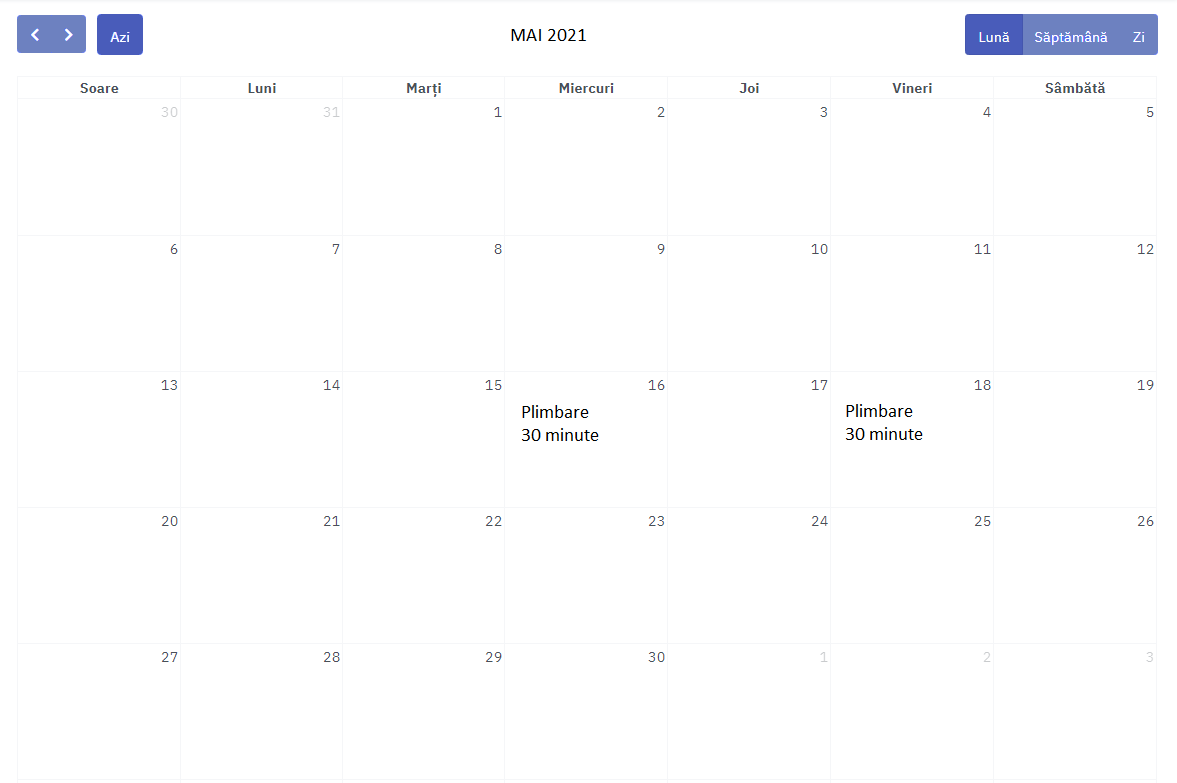 Azi
MAI 2021
Lună Săptămână Zi
Soare Luni Marți Miercuri Joi Vineri Sâmbătă
30 31 1 2 3 4 5
6 7 8 9 10 11 12
13 14 15 16 17 18 19
Plimbare Plimbare
30 minute 30 minute
20 21 22 23 24 25 26
27 28 29 30 1 2 3